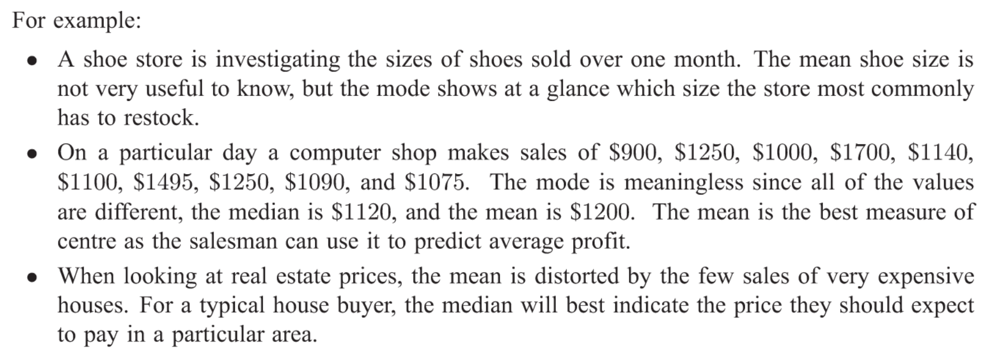 For example:
• A shoe store is investigating the sizes of shoes sold over one month. The mean shoe size is
not very useful to know, but the mode shows at a glance which size the store most commonly
has to restock.
• On a particular day a computer shop makes sales of $900, $1250, $1000, $1700, $1140,
$1100, $1495, $1250, $1090, and $1075. The mode is meaningless since all of the values
are different, the median is $1120, and the mean is $1200. The mean is the best measure of
centre as the salesman can use it to predict average profit.
• When looking at real estate prices, the mean is distorted by the few sales of very expensive
houses. For a typical house buyer, the median will best indicate the price they should expect
to pay in a particular area.